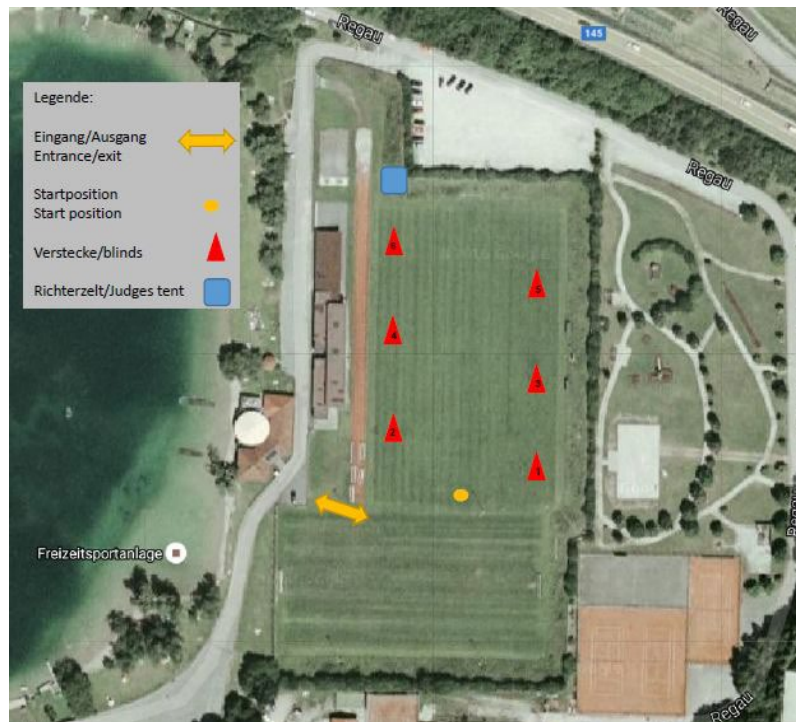 Regau
145
Regau
Legende:
Eingang/Ausgang
Entrance/exit
Startposition
Start position
Verstecke/blinds
Richterzelt/Judges tent
Regau
6
5
4
3
2
1
Regau
Freizeitsportanlage
Regau